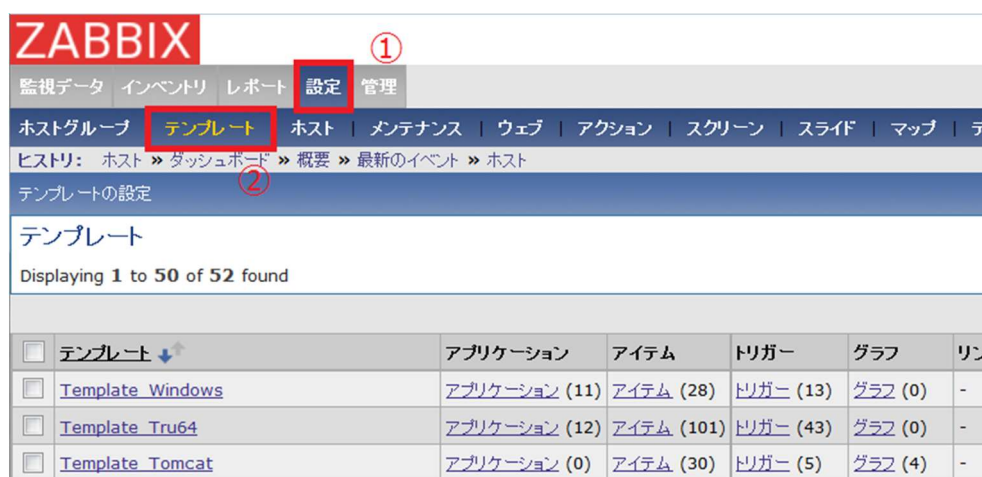 ZABBIX
①
監視データ インベントリ レポート 設定 管理
ホストグループ テンプレート ホスト | メンテナンス | ウェブ | アクション | スクリーン | スライド | マップ |
②
ヒストリ: ホスト » ダッシュボード » 概要 » 最新のイベント » ホスト
テンプレートの設定
テンプレート
Displaying 1 to 50 of 52 found
テンプレート アプリケーション アイテム トリガー グラフ リン
Template_Windows アプリケーション (11) アイテム (28) トリガー (13) グラフ (0) -
Template_Tru64 アプリケーション (12) アイテム (101) トリガー (43) グラフ (0) -
Template_Tomcat アプリケーション (0) アイテム (30) トリガー (5) グラフ (4) -